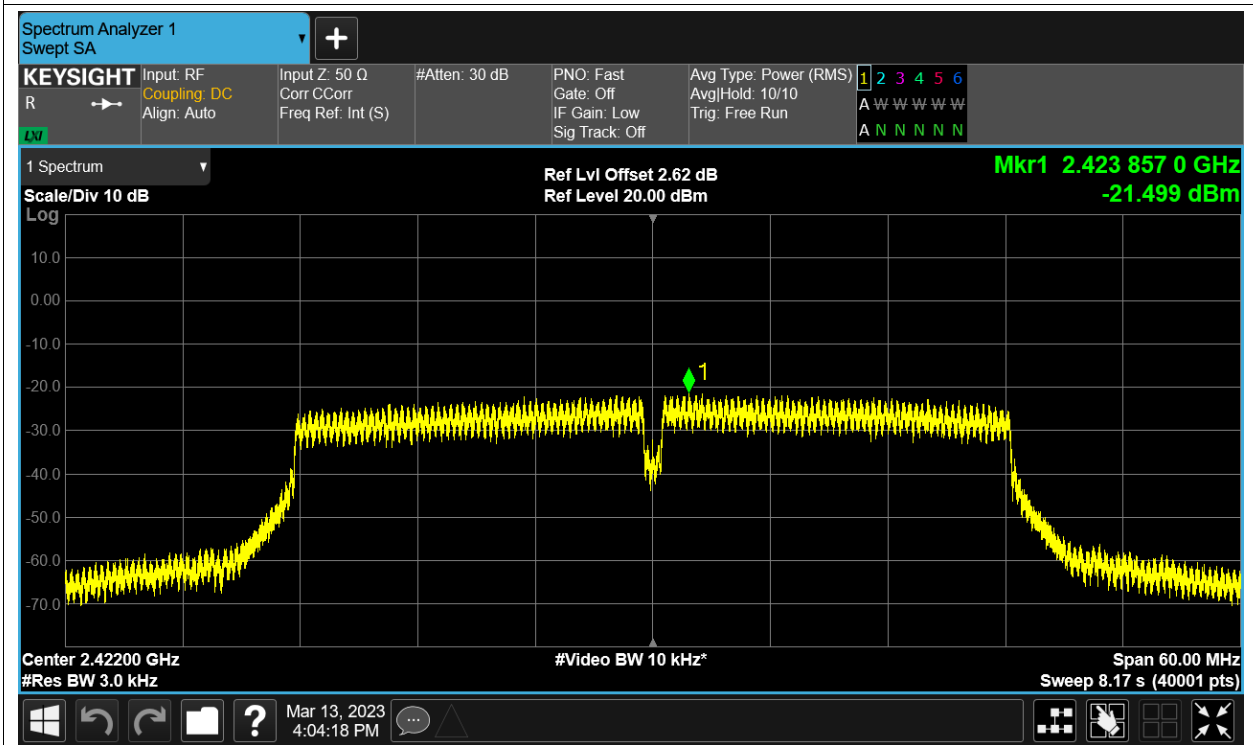 Spectrum Analyzer 1
Swept SA
▼
+
KEYSIGHT
R
LXI
Input: RF
Coupling: DC
Align: Auto
Input Z: 50 Ω
Corr CCorr
Freq Ref: Int (S)
#Atten: 30 dB
PNO: Fast
Gate: Off
IF Gain: Low
Sig Track: Off
Avg Type: Power (RMS)
Avg|Hold: 10/10
Trig: Free Run
1 2 3 4 5 6
A W W W W W
A N N N N N
1 Spectrum ▼
Scale/Div 10 dB
Log
Ref Lvl Offset 2.62 dB
Ref Level 20.00 dBm
Mkr1 2.423 857 0 GHz
-21.499 dBm
10.0
0.00
-10.0
-20.0
-30.0
-40.0
-50.0
-60.0
-70.0
1
Center 2.42200 GHz
#Res BW 3.0 kHz
#Video BW 10 kHz*
Span 60.00 MHz
Sweep 8.17 s (40001 pts)
?
Mar 13, 2023
4:04:18 PM